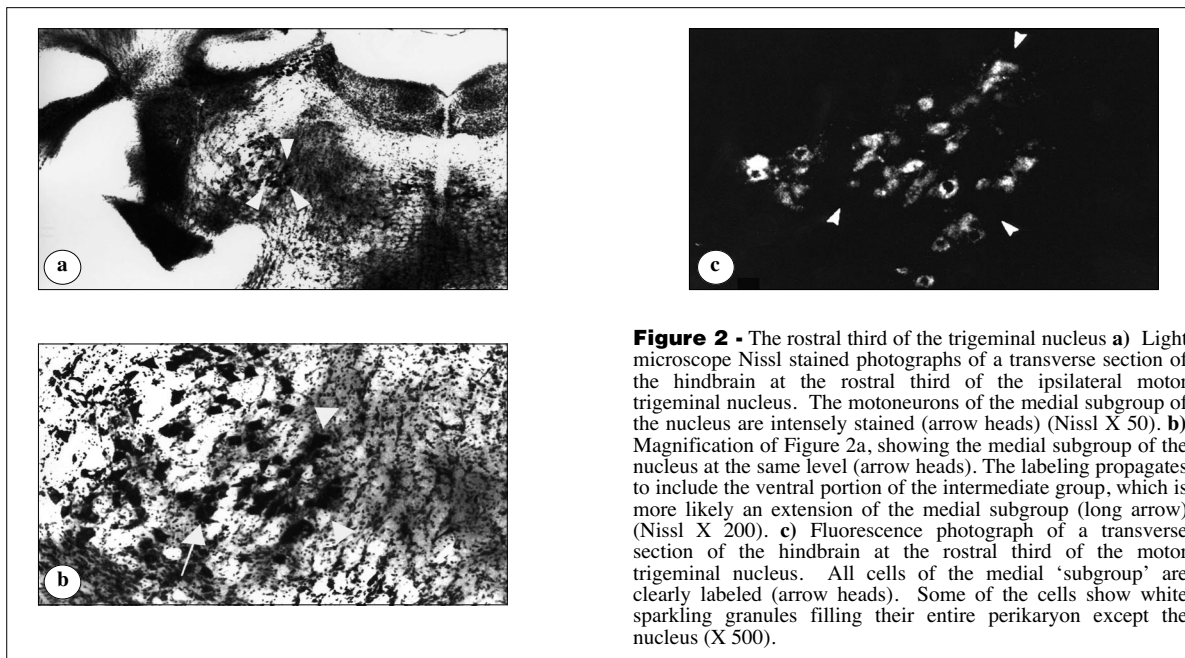 a
b
c
Figure 2 - The rostral third of the trigeminal nucleus a) Light
microscope Nissl stained photographs of a transverse section of
the hindbrain at the rostral third of the ipsilateral motor
trigeminal nucleus. The motoneurons of the medial subgroup of
the nucleus are intensely stained (arrow heads) (Nissl X 50). b)
Magnification of Figure 2a, showing the medial subgroup of the
nucleus at the same level (arrow heads). The labeling propagates
to include the ventral portion of the intermediate group, which is
more likely an extension of the medial subgroup (long arrow)
(Nissl X 200). c) Fluorescence photograph of a transverse
section of the hindbrain at the rostral third of the motor
trigeminal nucleus. All cells of the medial ‘subgroup’ are
clearly labeled (arrow heads). Some of the cells show white
sparkling granules filling their entire perikaryon except the
nucleus (X 500).